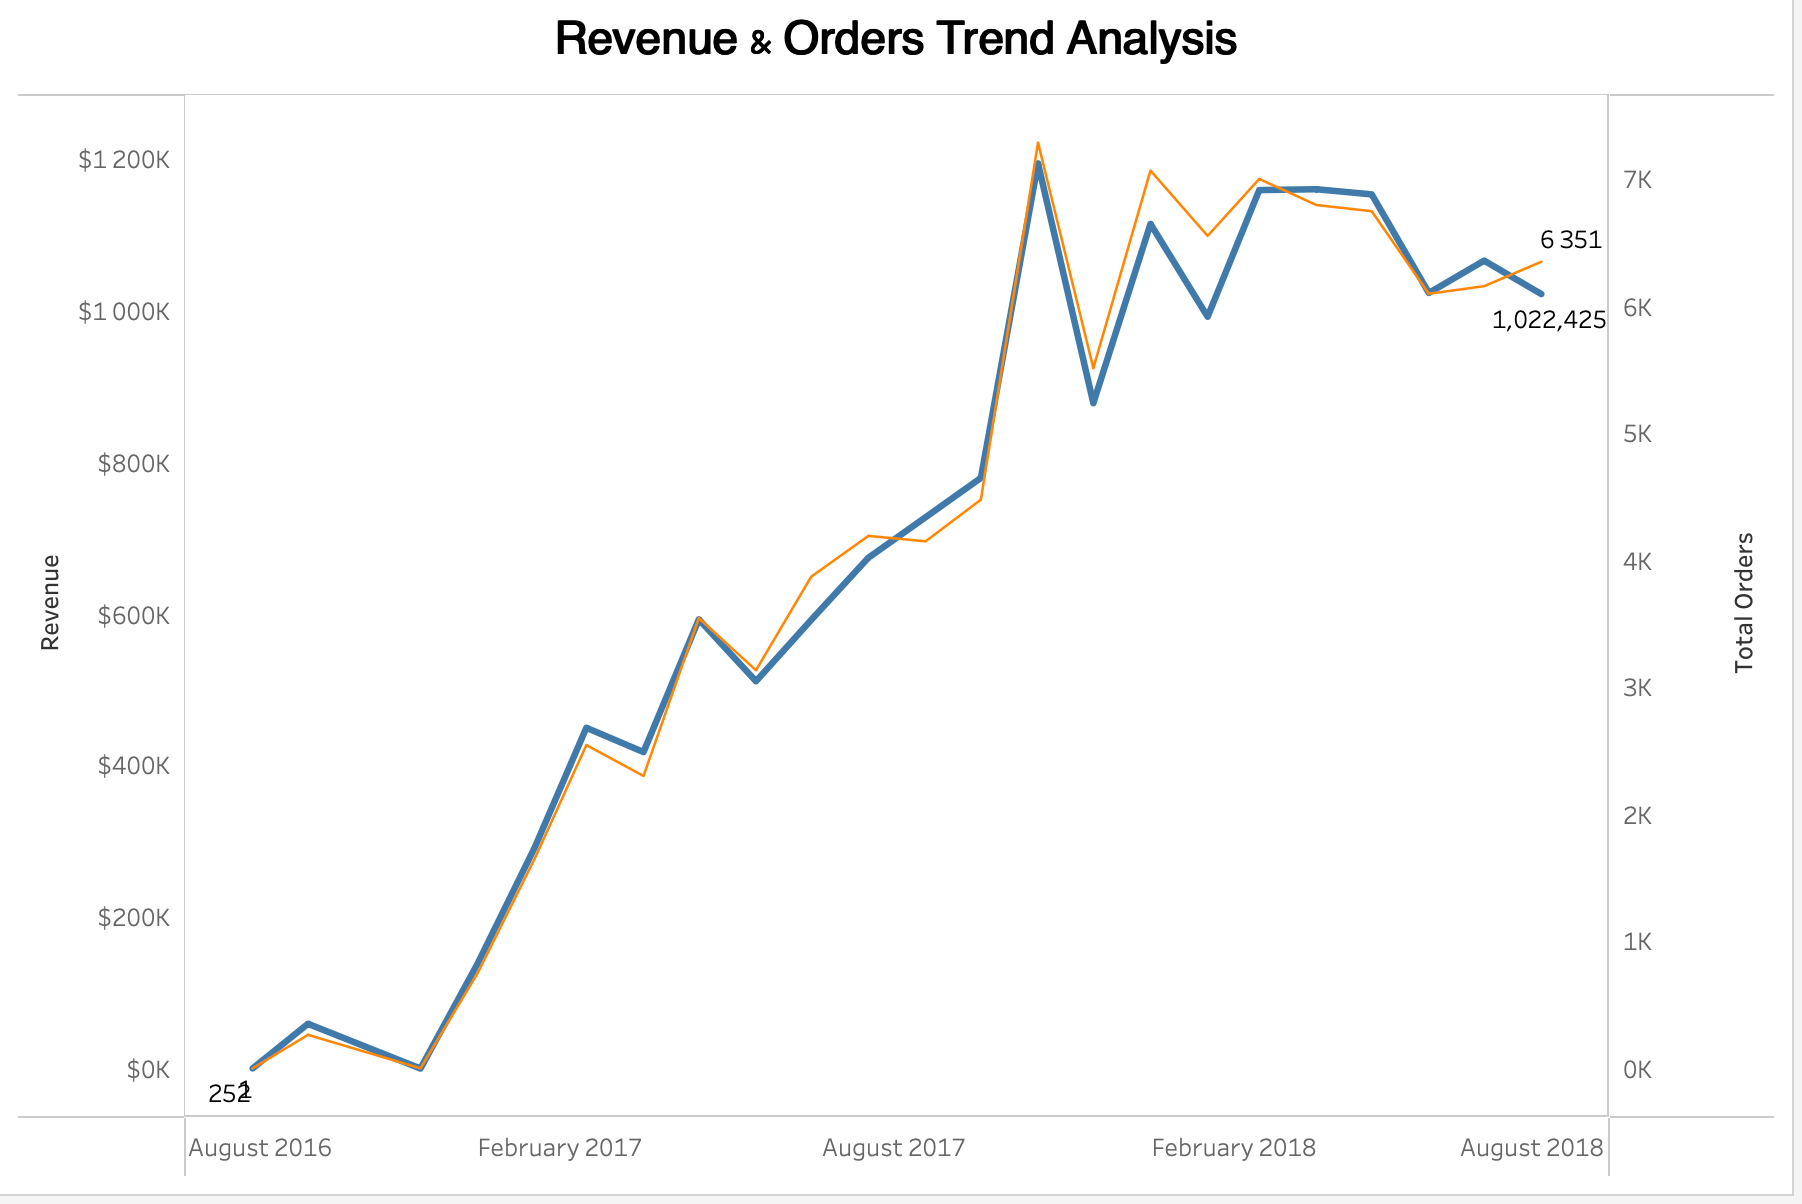 Revenue & Orders Trend Analysis
Revenue
$1 200K
$1 000K
$800K
$600K
$400K
$200K
$0K
7K
6K
5K
4K
3K
2K
1K
0K
Total Orders
6 351
1,022,425
252
1
August 2016
February 2017
August 2017
February 2018
August 2018